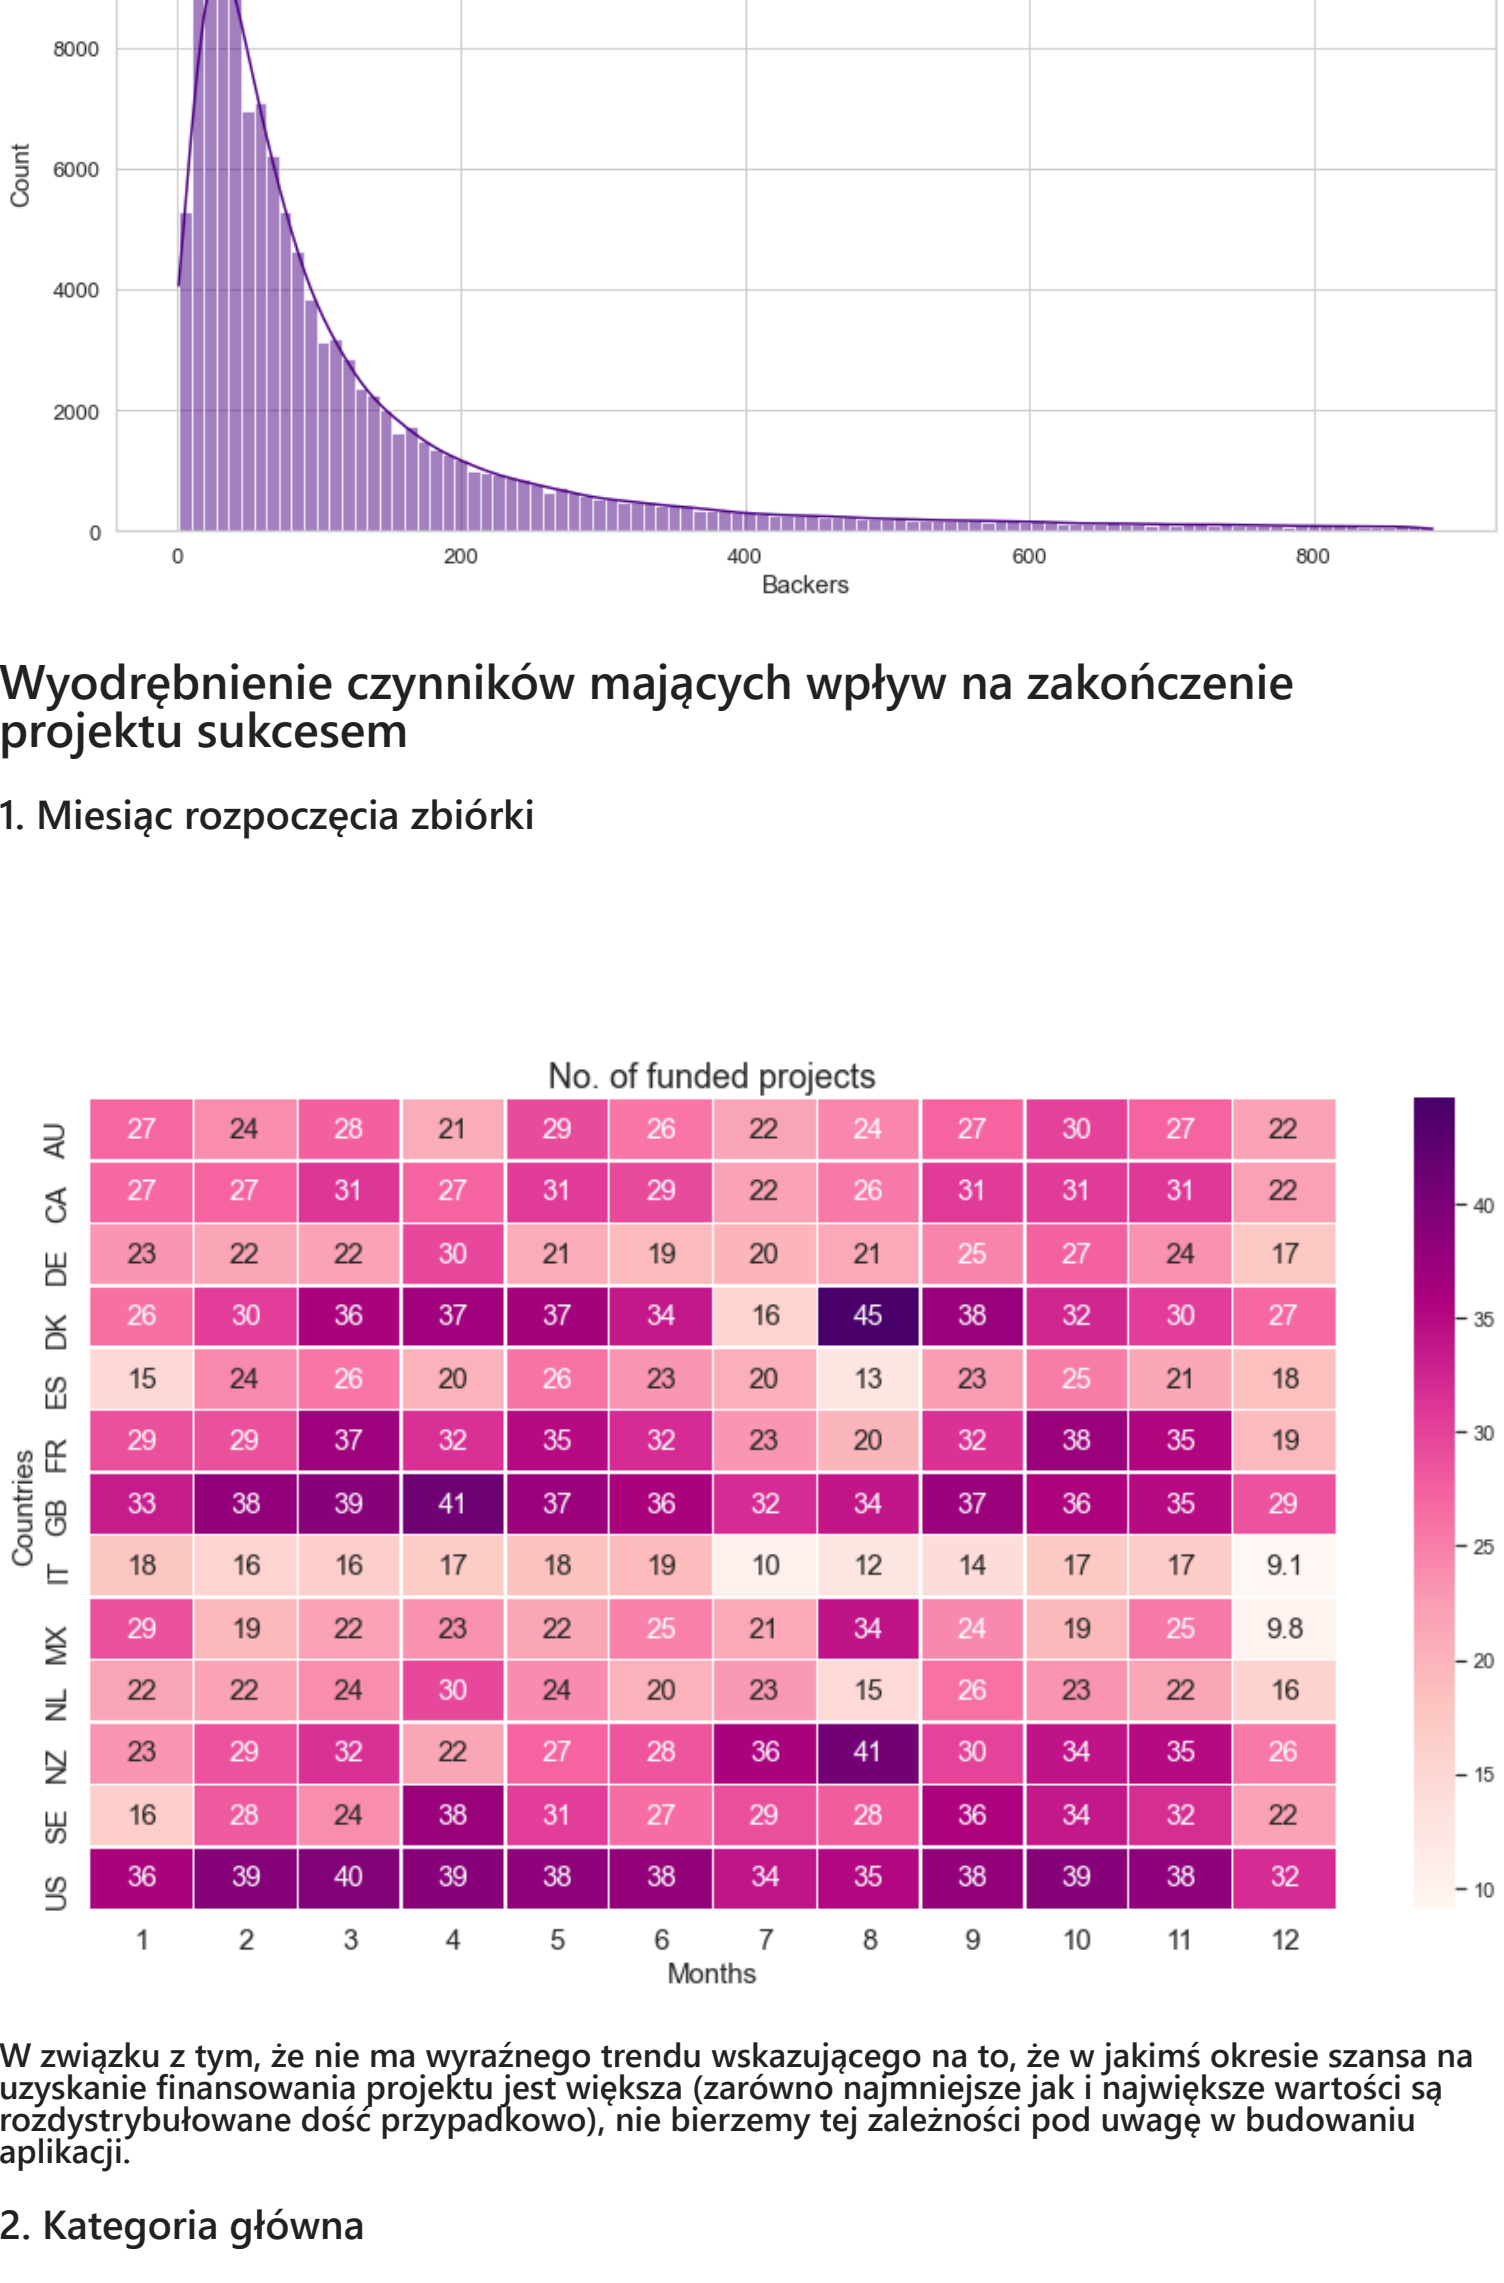 8000
6000
4000
2000
0
Count
0 200 400 600 800
Backers
Wyodrębnienie czynników mających wpływ na zakończenie
projektu sukcesem
1. Miesiąc rozpoczęcia zbiórki
No. of funded projects
Countries
AU 27 24 28 21 29 26 22 24 27 30 27 22
CA 27 27 31 27 31 29 22 26 31 31 31 22
DE 23 22 22 30 21 19 20 21 25 27 24 17
DK 26 30 36 37 37 34 16 45 38 32 30 27
ES 15 24 26 20 26 23 20 13 23 25 21 18
FR 29 29 37 32 35 32 23 20 32 38 35 19
GB 33 38 39 41 37 36 32 34 37 36 35 29
IT 18 16 16 17 18 19 10 12 14 17 17 9.1
MX 29 19 22 23 22 25 21 34 24 19 25 9.8
NL 22 22 24 30 24 20 23 15 26 23 22 16
NZ 23 29 32 22 27 28 36 41 30 34 35 26
SE 16 28 24 38 31 27 29 28 36 34 32 22
US 36 39 40 39 38 38 34 35 38 39 38 32
1 2 3 4 5 6 7 8 9 10 11 12
Months
40
35
30
25
20
15
10
W związku z tym, że nie ma wyraźnego trendu wskazującego na to, że w jakimś okresie szansa na
uzyskanie finansowania projektu jest większa (zarówno najmniejsze jak i największe wartości są
rozdystrybułowane dość przypadkowo), nie bierzemy tej zależności pod uwagę w budowaniu
aplikacji.
2. Kategoria główna